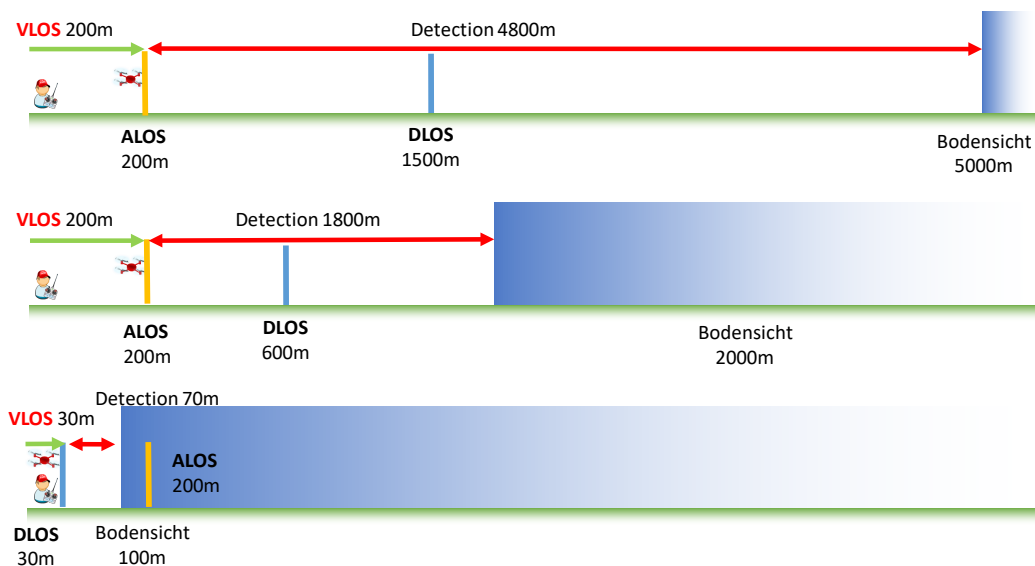 VLOS 200m
Detection 4800m
ALOS
200m
DLOS
1500m
Bodensicht
5000m
VLOS 200m
Detection 1800m
ALOS
200m
DLOS
600m
Bodensicht
2000m
Detection 70m
VLOS 30m
ALOS
200m
DLOS
30m
Bodensicht
100m